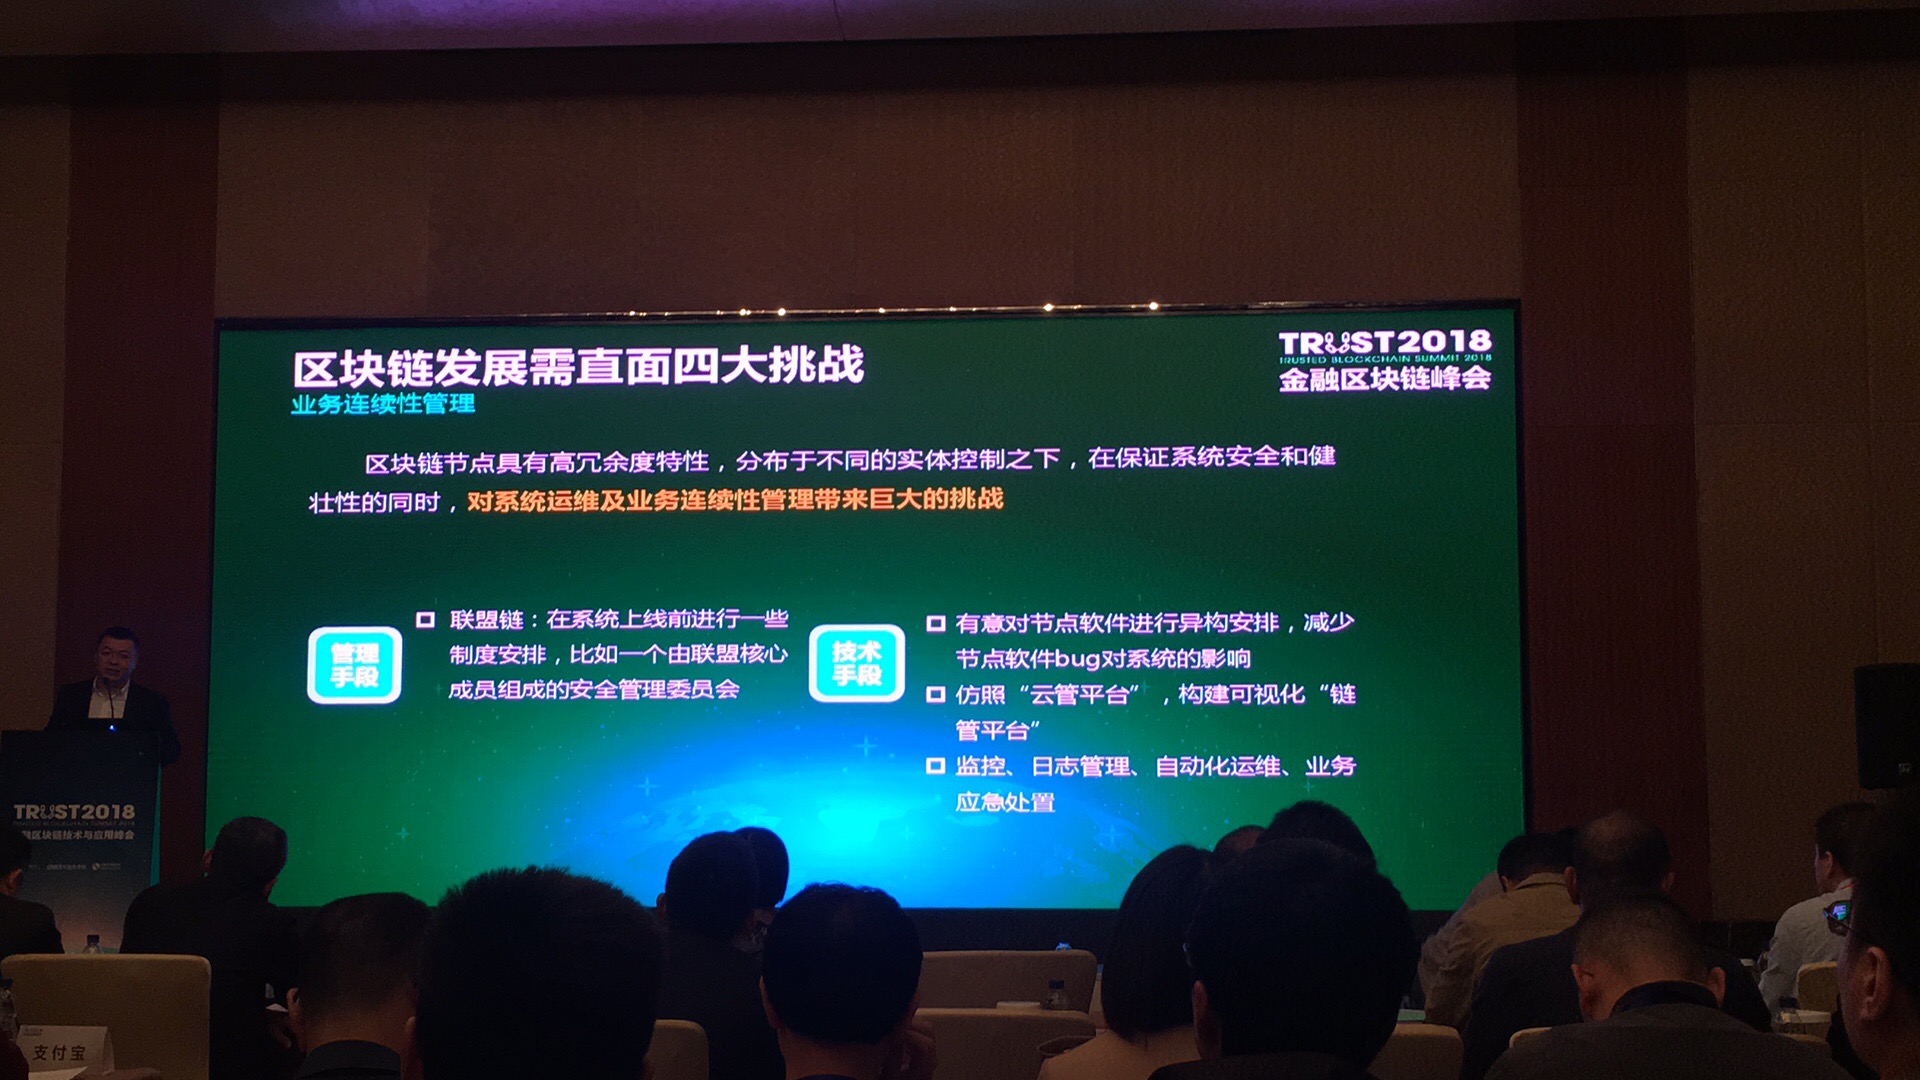 区块链发展需直面四大挑战
业务连续性管理
TRUST2018
TRUSTED BLOCKCHAIN SUMMIT 2018
金融区块链峰会
区块链节点具有高冗余度特性，分布于不同的实体控制之下，在保证系统安全和健
壮性的同时，对系统运维及业务连续性管理带来巨大的挑战
管理
手段
联盟链：在系统上线前进行一些
制度安排，比如一个由联盟核心
成员组成的安全管理委员会
技术
手段
有意对节点软件进行异构安排，减少
节点软件bug对系统的影响
仿照“云管平台”，构建可视化“链
管平台”
监控、日志管理、自动化运维、业务
应急处置
TRUST2018
TRUSTED BLOCKCHAIN SUMMIT 2018
区块链技术与应用峰会
支付宝